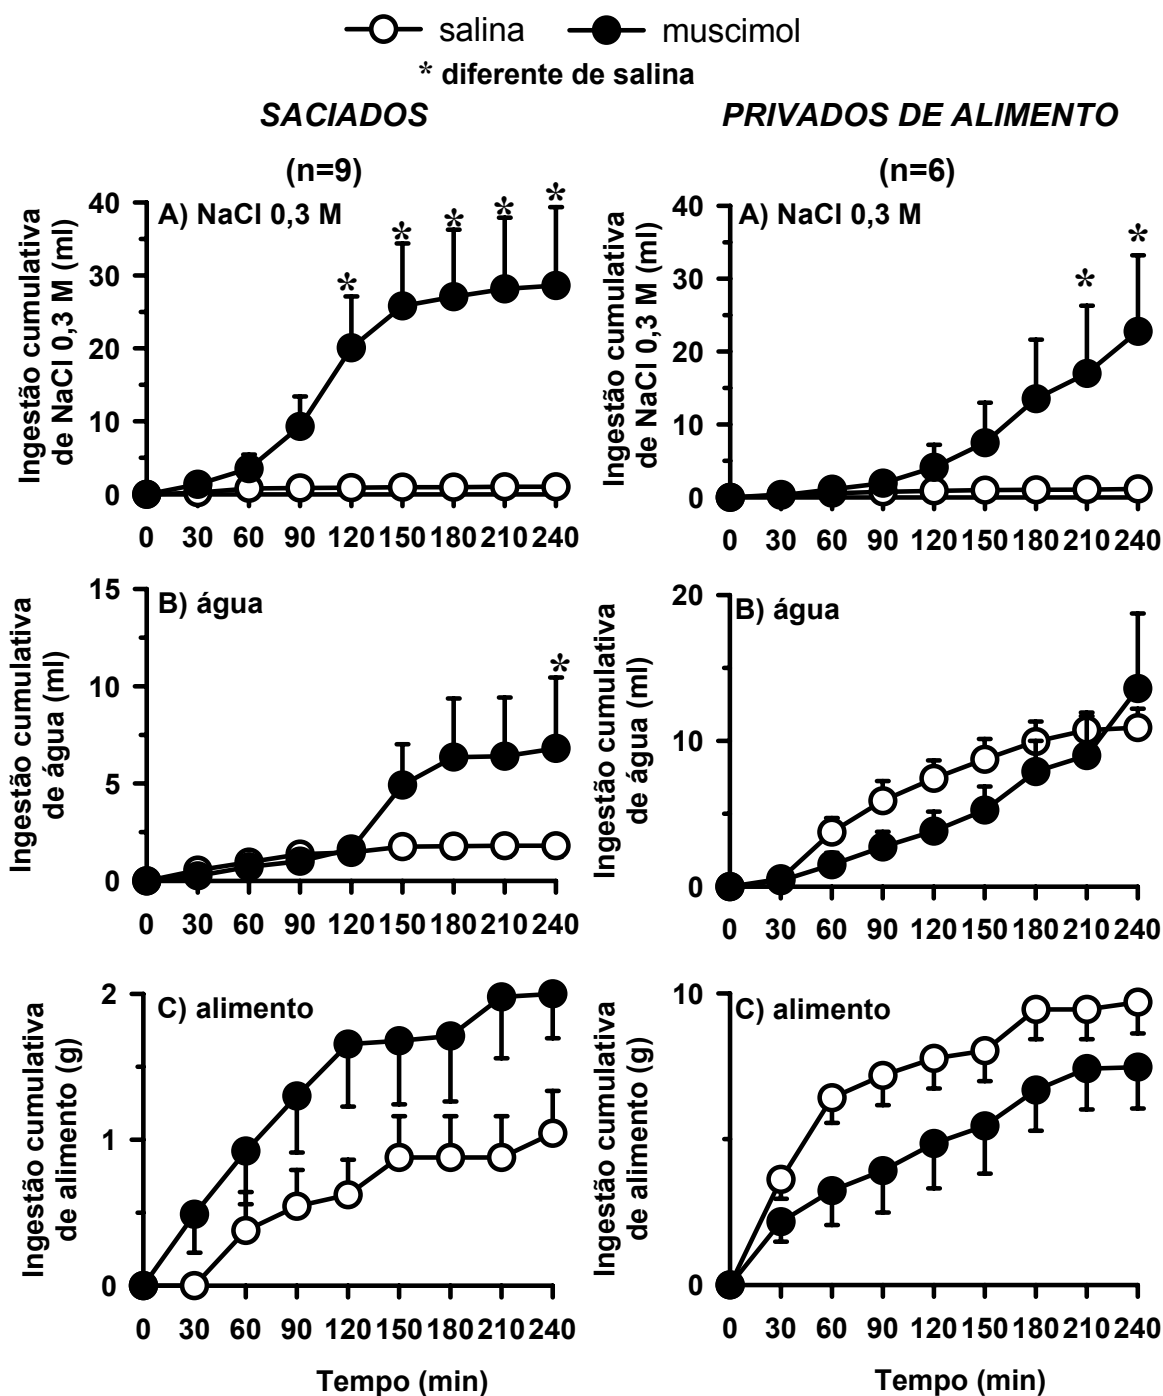 salina muscimol
* diferente de salina
SACIADOS
(n=9)
PRIVADOS DE ALIMENTO
(n=6)
A) NaCl 0,3 M
Ingestão cumulativa
de NaCl 0,3 M (ml)
40
30
20
10
0
* * * * *
0 30 60 90 120 150 180 210 240
A) NaCl 0,3 M
Ingestão cumulativa
de NaCl 0,3 M (ml)
40
30
20
10
0
* *
0 30 60 90 120 150 180 210 240
B) água
Ingestão cumulativa
de água (ml)
15
10
5
0
*
0 30 60 90 120 150 180 210 240
B) água
Ingestão cumulativa
de água (ml)
20
10
0
0 30 60 90 120 150 180 210 240
C) alimento
Ingestão cumulativa
de alimento (g)
2
1
0
0 30 60 90 120 150 180 210 240
Tempo (min)
C) alimento
Ingestão cumulativa
de alimento (g)
10
5
0
0 30 60 90 120 150 180 210 240
Tempo (min)